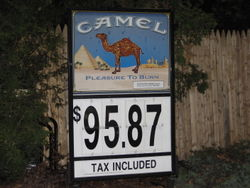 CAMEL
PLEASURE TO BURN
$95.87
TAX INCLUDED